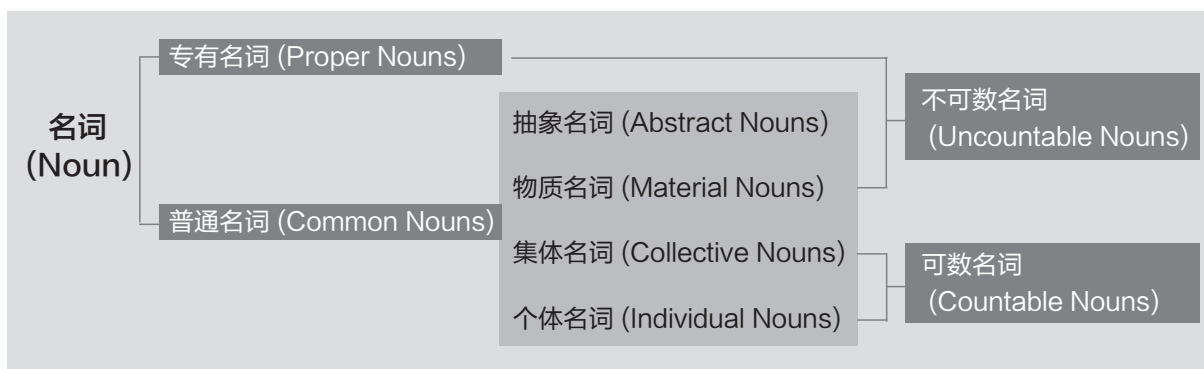 名词
(Noun)
专有名词 (Proper Nuns)
普通名词 (Common Nouns)
抽象名词 (Abstract Nouns)
物质名词 (Material Nouns)
集体名词 (Collective Nouns)
个体名词 (Individual Nouns)
不可数名词
(Uncountable Nouns)
可数名词
(Countable Nouns)